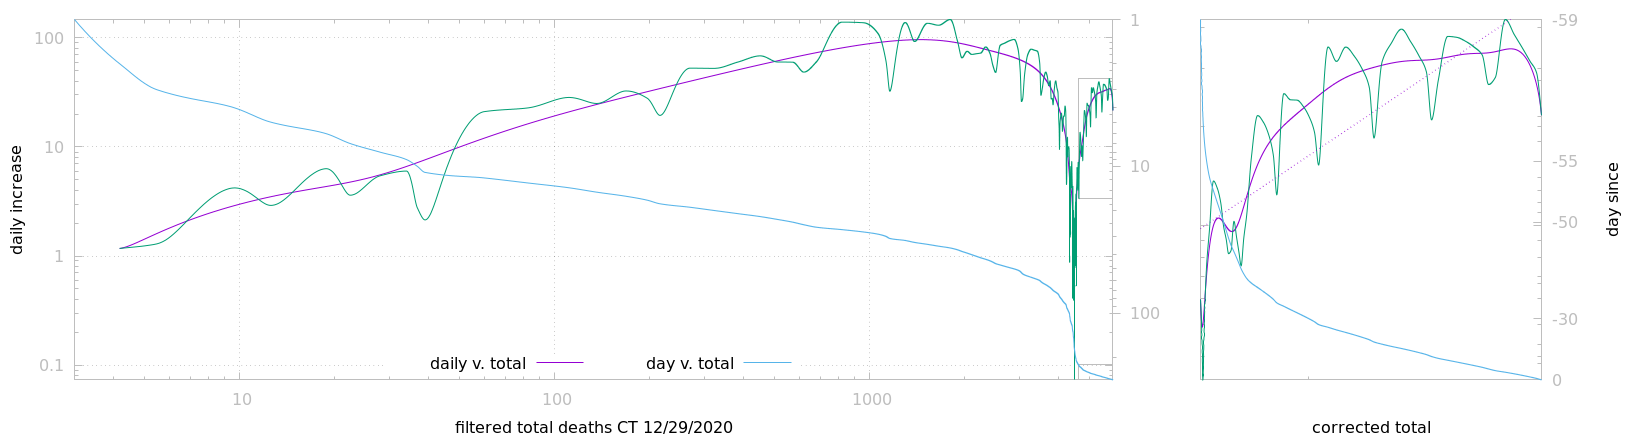 100
10
1
0.1
daily increase
10
100
1000
filtered total deaths CT 12/29/2020
daily v. total
day v. total
1
10
100
-59
-55
-50
-30
0
day since
corrected total